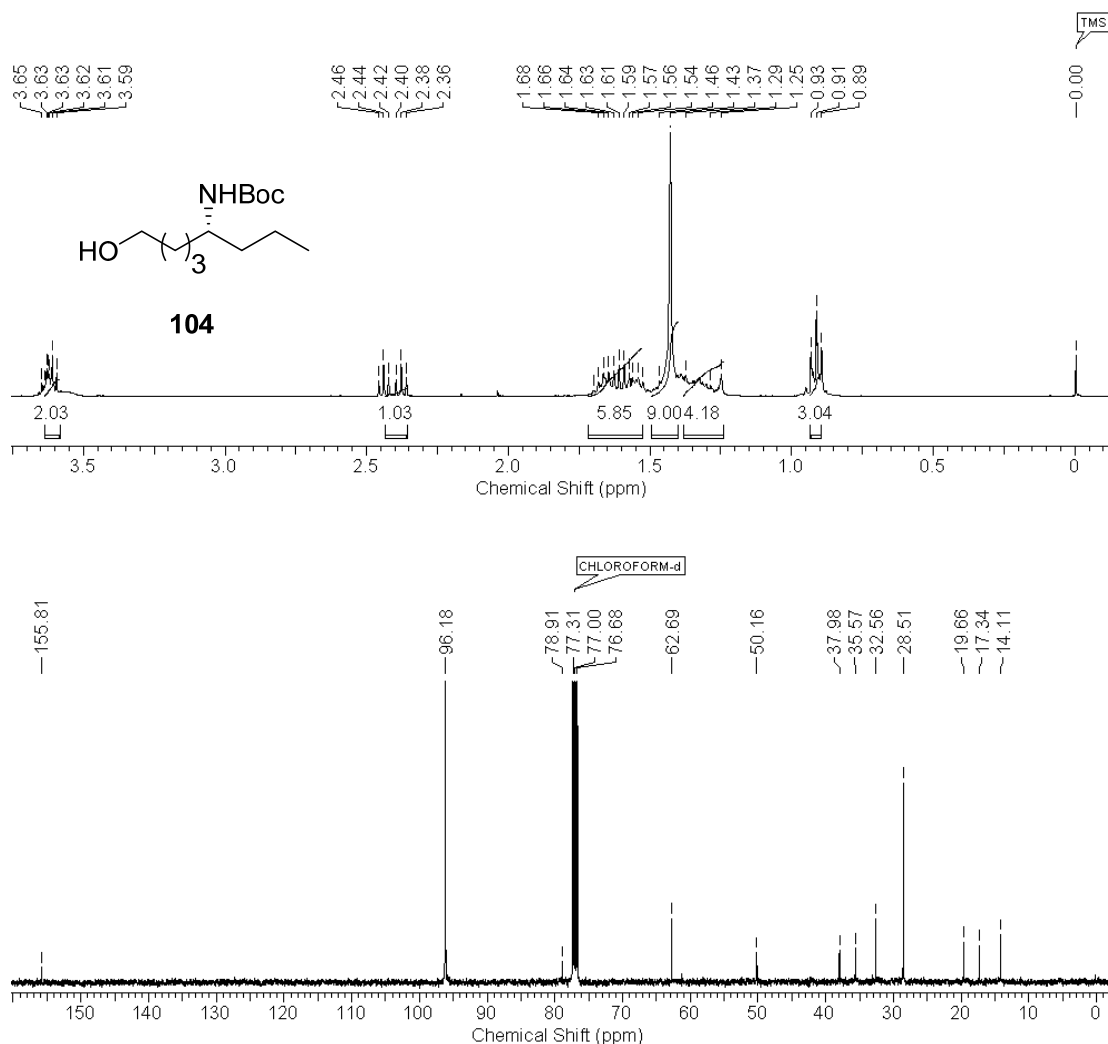 TMS
3.65 3.63 3.63 3.62 3.61 3.59 2.46 2.44 2.42 2.40 2.38 2.36 1.68 1.66 1.64 1.63 1.61 1.59 1.57 1.56 1.54 1.46 1.43 1.37 1.29 1.25 0.93 0.91 0.89 -0.00
NHBoc
HO
3
104
2.03 1.03 5.85 9.00 4.18 3.04
3.5 3.0 2.5 2.0 1.5 1.0 0.5 0
Chemical Shift (ppm)
CHLOROFORM-d
155.81 96.18 78.91 77.31 77.00 76.68 62.69 50.16 37.98 35.57 32.56 28.51 19.66 17.34 14.11
150 140 130 120 110 100 90 80 70 60 50 40 30 20 10 0
Chemical Shift (ppm)